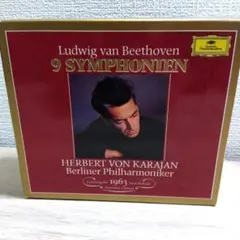 Ludwig van Beethoven
9 SYMPHONIEN
HERBERT VON KARAJAN
Berliner Philharmoniker
1963